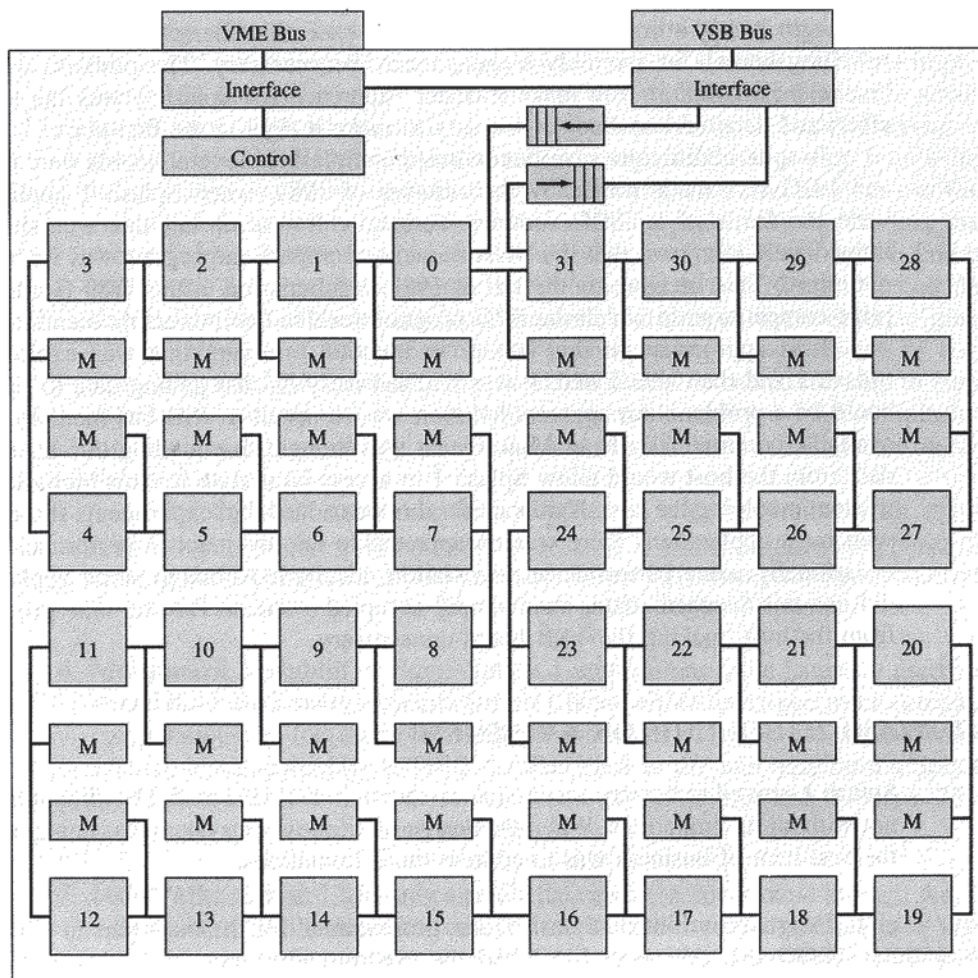 VME Bus VSB Bus
Interface Interface
Control
3 2 1 0 31 30 29 28
M M M M M M M M
M M M M M M M M
4 5 6 7 24 25 26 27
11 10 9 8 23 22 21 20
M M M M M M M M
M M M M M M M M
12 13 14 15 16 17 18 19